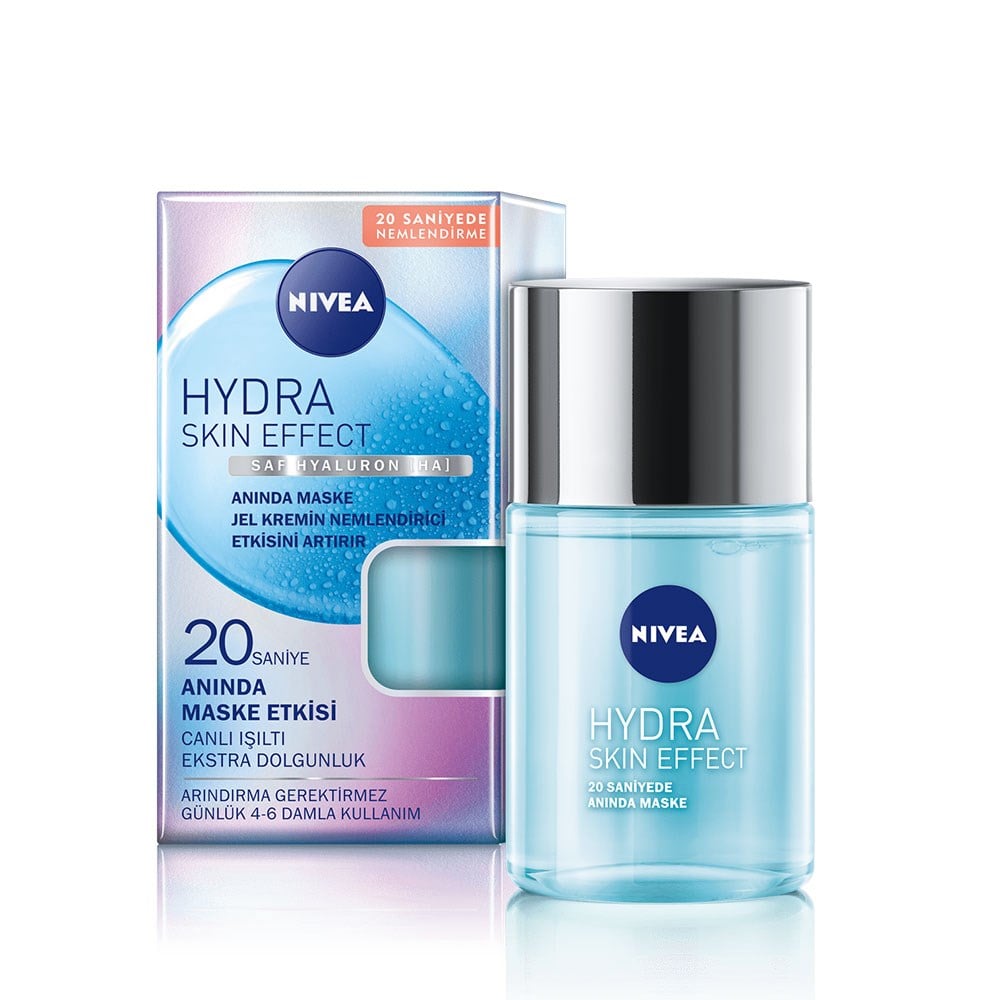 20 SANİYEDE
NEMLENDİRME
NIVEA
HYDRA
SKIN EFFECT
SAF HYALURON [HA]
ANINDA MASKE
JEL KREMİN NEMLENDİRİCİ
ETKİSİNİ ARTIRIR
20 SANİYE
ANINDA
MASKE ETKİSİ
CANLI IŞILTI
EKSTRA DOLGUNLUK
ARINDIRMA GEREKTİRMEZ
GÜNLÜK 4-6 DAMLA KULLANIM
NIVEA
HYDRA
SKIN EFFECT
20 SANİYEDE
ANINDA MASKE